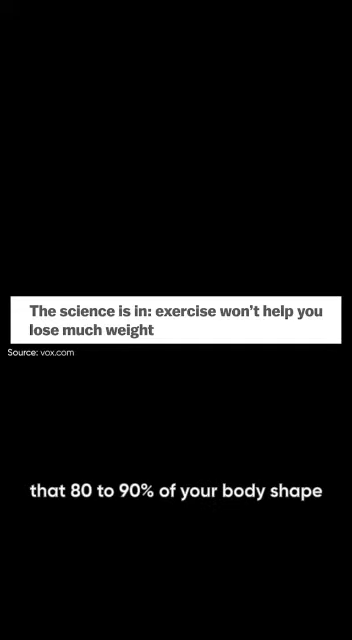 The science is in: exercise won't help you
lose much weight
Source: vox.com
that 80 to 90% of your body shape